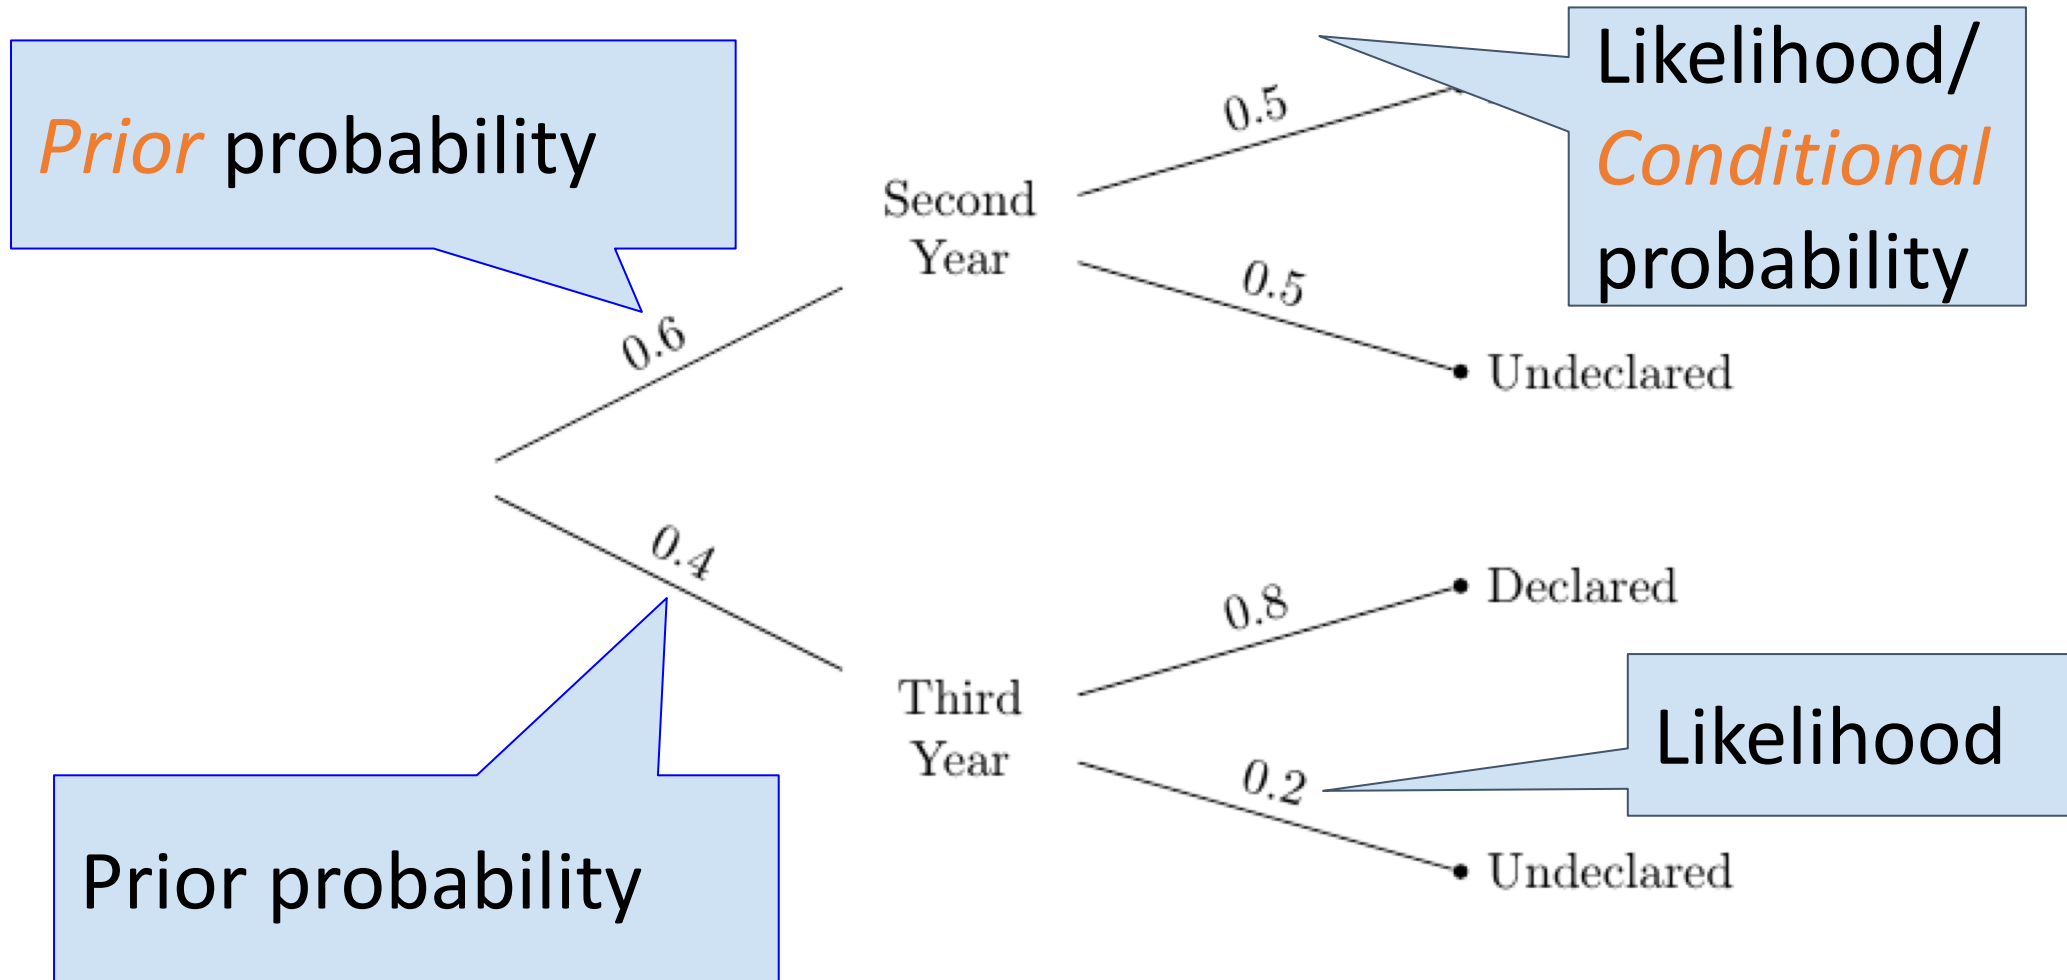 Prior probability
Likelihood/
Conditional
probability
0.5
Second
Year
0.5
0.6
Undeclared
0.4
0.8
Declared
Third
Year
Likelihood
0.2
Prior probability
Undeclared